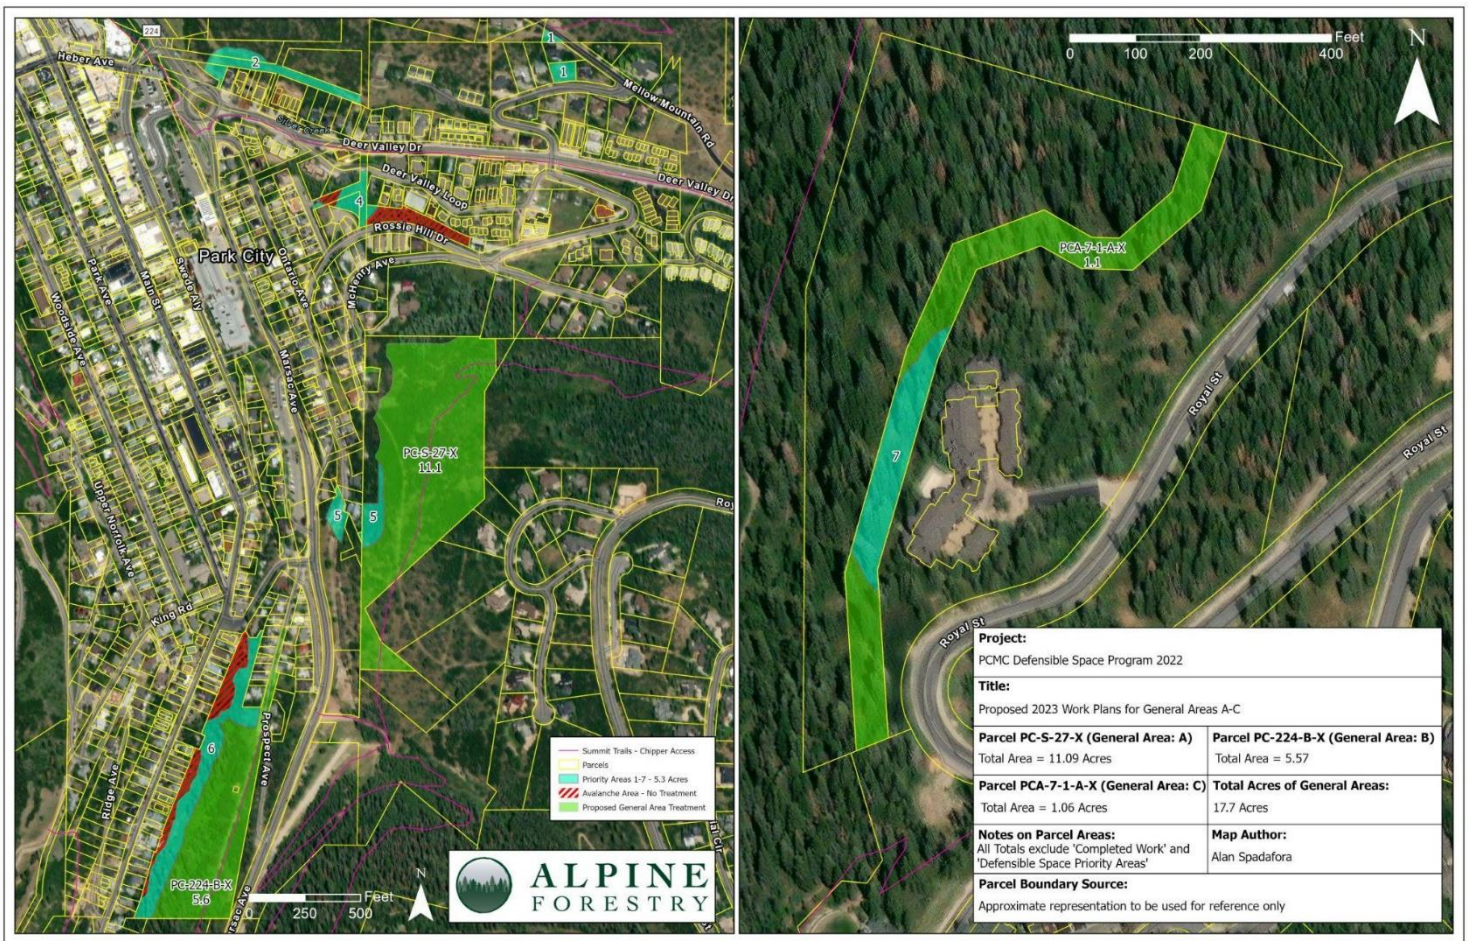 224
Heber Ave
2
1
1
Mellow Mountain Rd
Silver Creek
Deer Valley Dr
Deer Valley Dr
Deer Valley Loop
4
Rossie Hill Dr
Park City
Ontario Ave
McHenry Ave
Park Ave
Main St
Swede Aly
Woodside Ave
Marsac Ave
PC-S-27-X
11.1
Upper Norfolk Ave
5
5
Roy
King Rd
Prospect Ave
6
Ridge Ave
PC-224-B-X
5.6
arsac Ave
ial Cir
Summit Trails - Chipper Access
Parcels
Priority Areas 1-7 - 5.3 Acres
Avalanche Area - No Treatment
Proposed General Area Treatment
N
Feet
0 250 500
ALPINE
FORESTRY
Feet
0 100 200 400
N
PCA-7-1-A-X
1.1
7
Royal St
Royal St
Royal St
Project:
PCMC Defensible Space Program 2022
Title:
Proposed 2023 Work Plans for General Areas A-C
Parcel PC-S-27-X (General Area: A)
Total Area = 11.09 Acres
Parcel PC-224-B-X (General Area: B)
Total Area = 5.57
Parcel PCA-7-1-A-X (General Area: C)
Total Area = 1.06 Acres
Total Acres of General Areas:
17.7 Acres
Notes on Parcel Areas:
All Totals exclude 'Completed Work' and
'Defensible Space Priority Areas'
Map Author:
Alan Spadafora
Parcel Boundary Source:
Approximate representation to be used for reference only